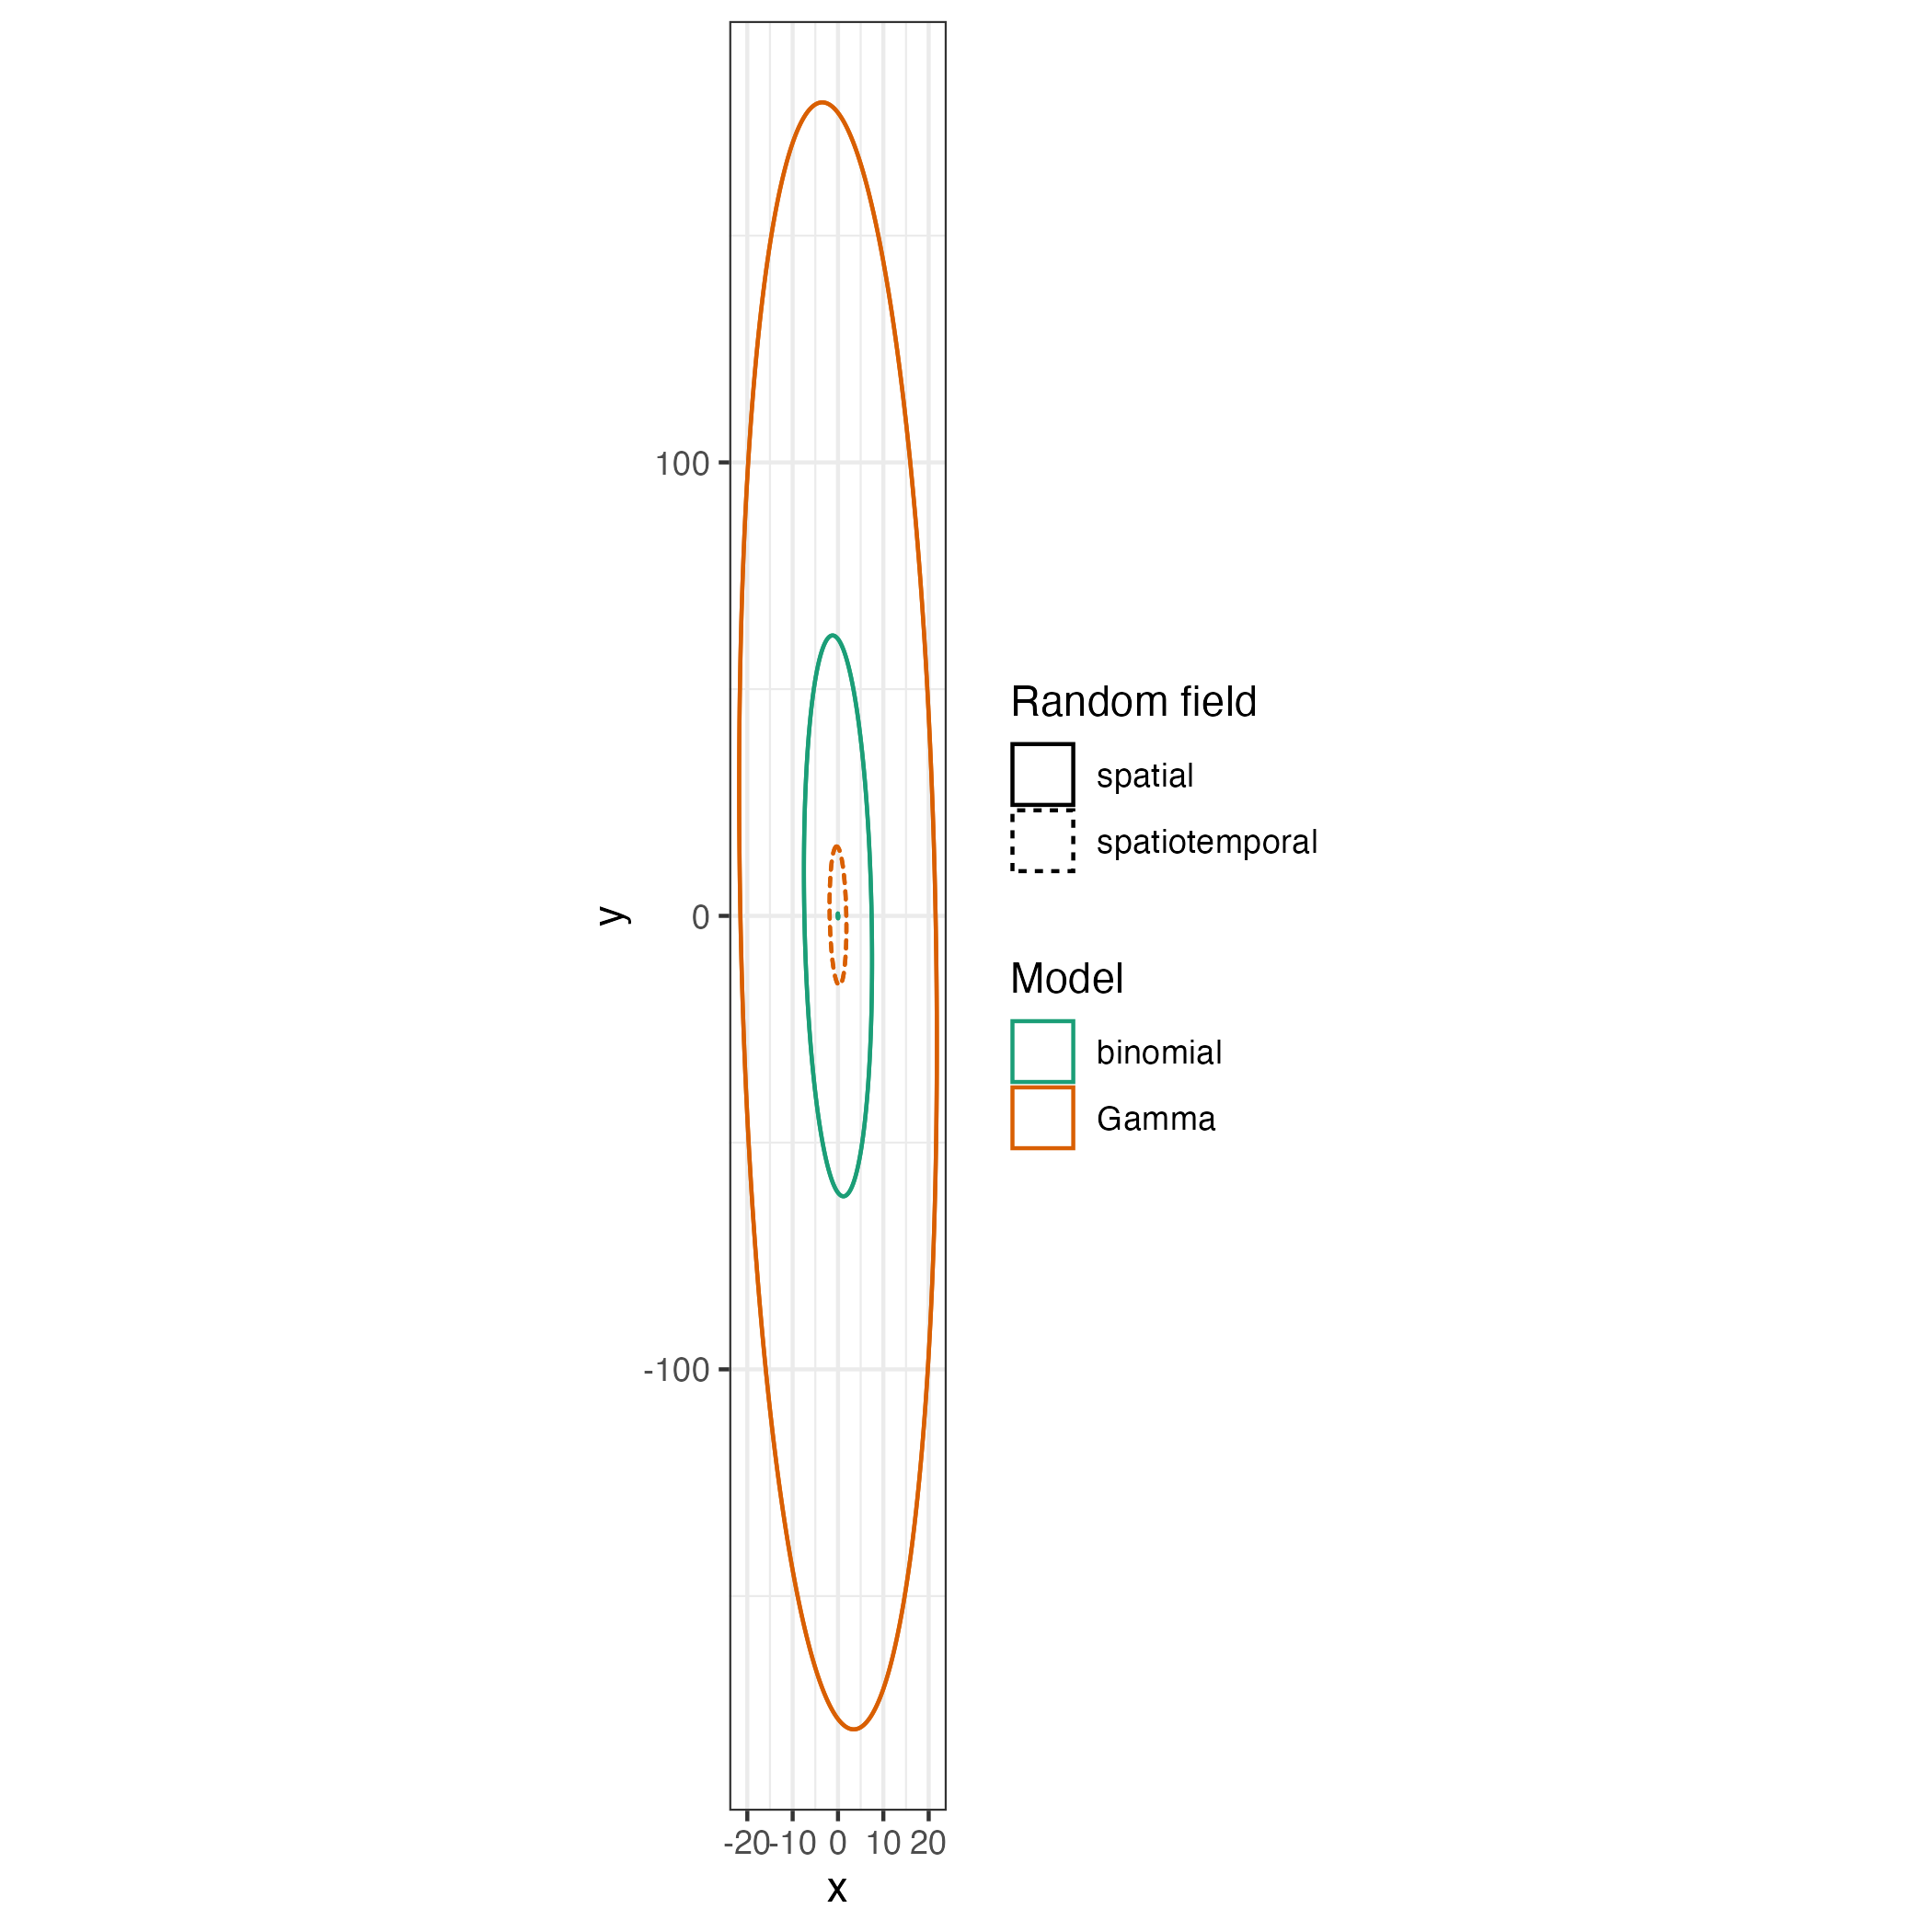 100
0
-100
y
-20 -10 0 10 20
x
Random field
spatial
spatiotemporal
Model
binomial
Gamma